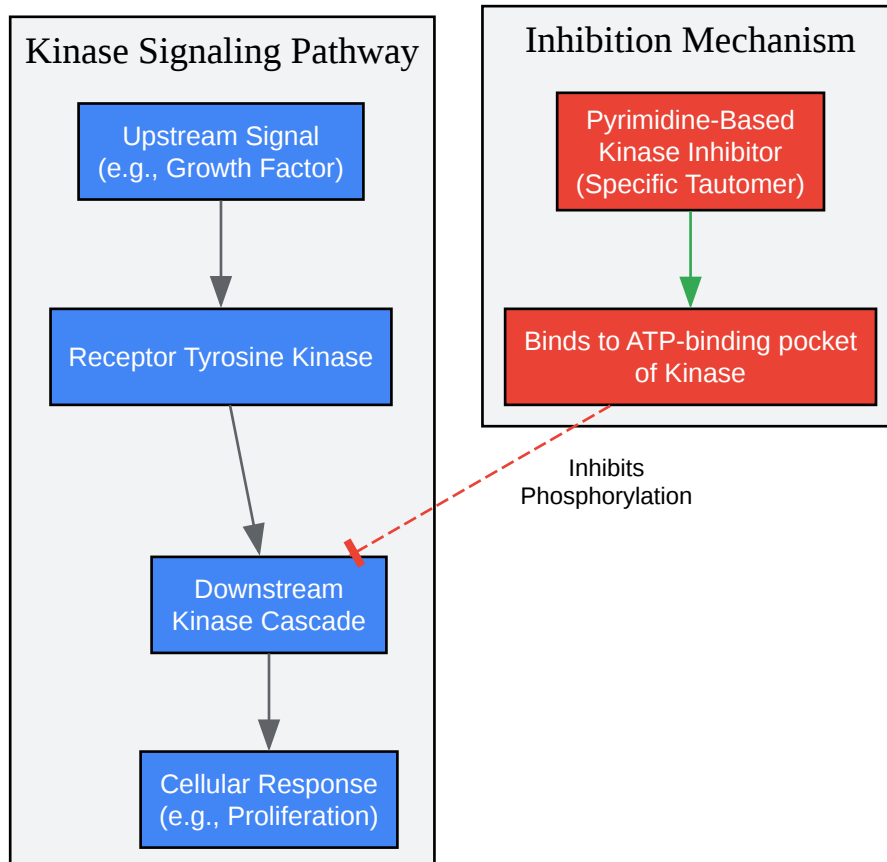 Kinase Signaling Pathway
Upstream Signal
(e.g., Growth Factor)
Receptor Tyrosine Kinase
Downstream
Kinase Cascade
Cellular Response
(e.g., Proliferation)
Inhibition Mechanism
Pyrimidine-Based
Kinase Inhibitor
(Specific Tautomer)
Binds to ATP-binding pocket
of Kinase
Inhibits
Phosphorylation